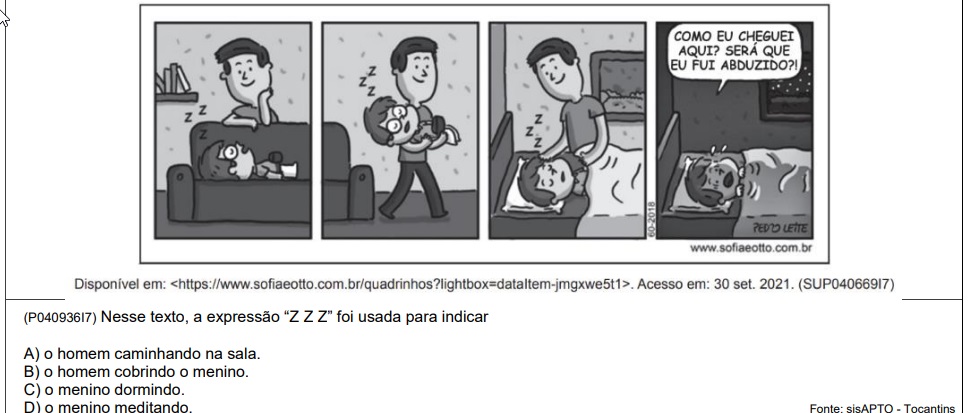 z z z
z z z
z z z
COMO EU CHEGUEI
AQUI? SERÁ QUE
EU FUI ABDUZIDO?!
60-2018
PEDRO LEITE
www.sofiaeotto.com.br
Disponível em: <https://www.sofiaeotto.com.br/quadrinhos?lightbox=dataItem-jmgxwe5t1>. Acesso em: 30 set. 2021. (SUP040669I7)
(P040936I7) Nesse texto, a expressão “Z Z Z” foi usada para indicar
A) o homem caminhando na sala.
B) o homem cobrindo o menino.
C) o menino dormindo.
D) o menino meditando.
Fonte: sisAPTO - Tocantins